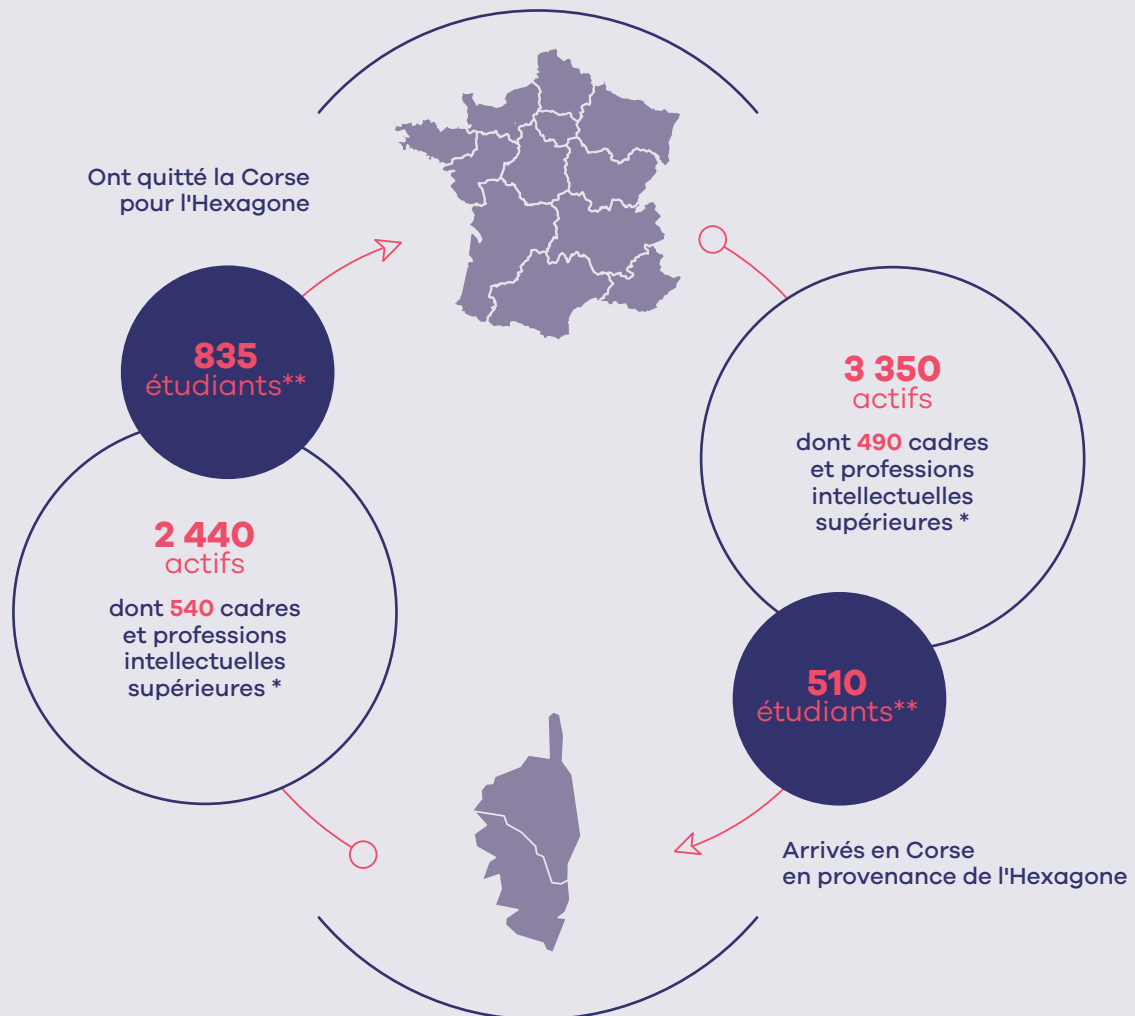 Ont quitté la Corse
pour l'Hexagone
835
étudiants**
2 440
actifs
dont 540 cadres
et professions
intellectuelles
supérieures *
3 350
actifs
dont 490 cadres
et professions
intellectuelles
supérieures *
510
étudiants**
Arrivés en Corse
en provenance de l'Hexagone